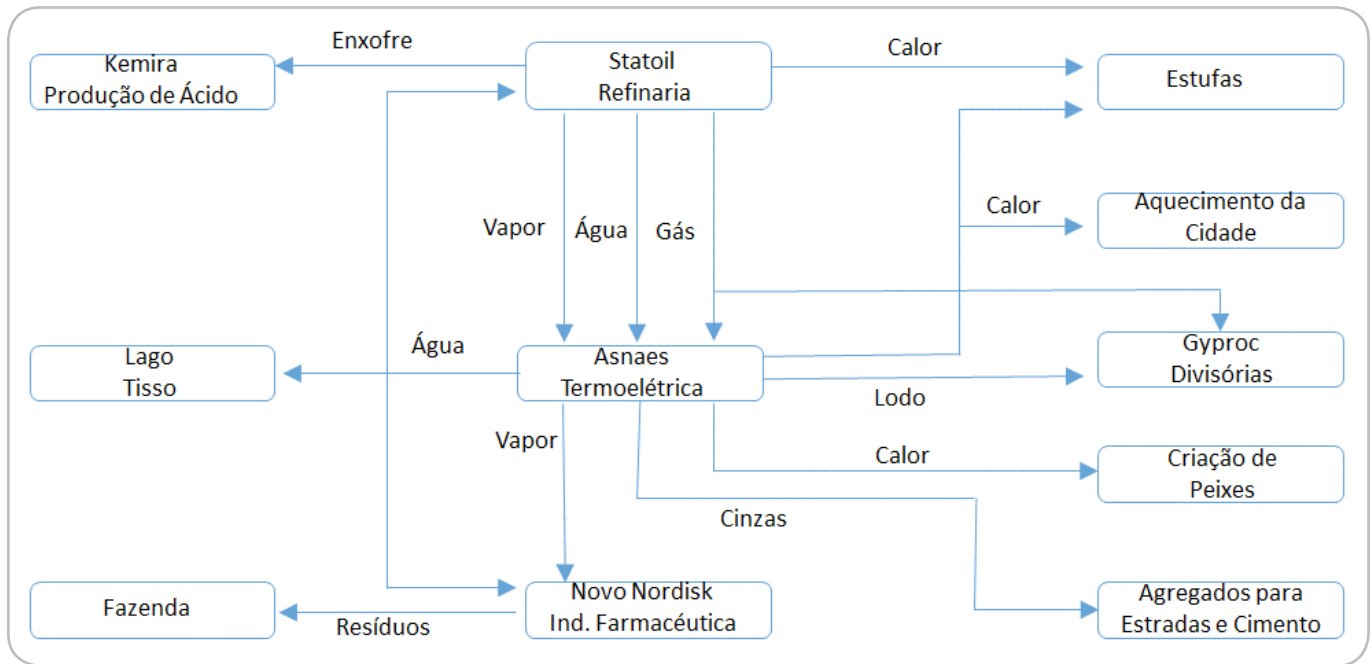 Enxofre
Calor
Kemira
Produção de Ácido
Statoil
Refinaria
Estufas
Vapor
Água
Gás
Calor
Aquecimento da
Cidade
Lago
Tisso
Água
Asnaes
Termoelétrica
Gyproc
Divisórias
Lodo
Vapor
Calor
Criação de
Peixes
Cinzas
Fazenda
Resíduos
Novo Nordisk
Ind. Farmacéutica
Agregados para
Estradas e Cimento